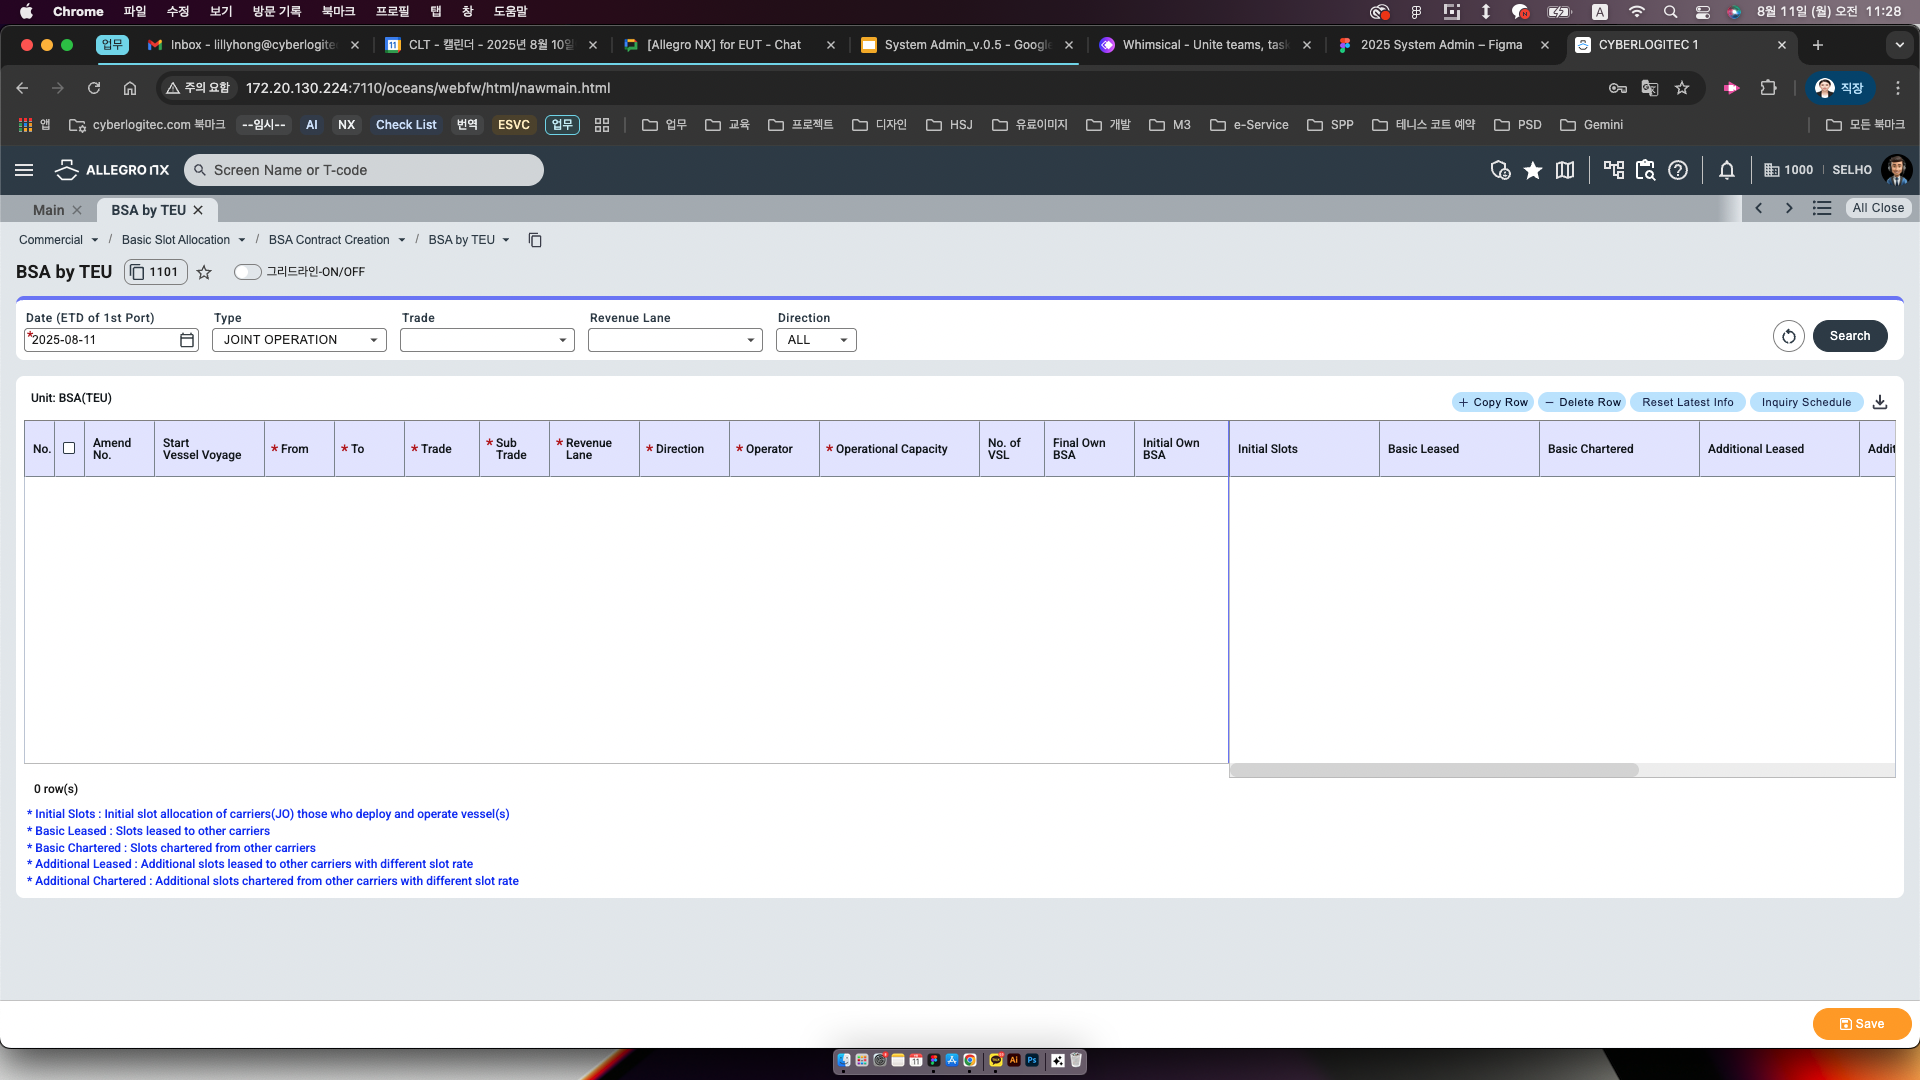 Chrome 파일 수정 보기 방문 기록 북마크 프로필 탭 창 도움말 A 8월 11일 (월) 오전 11:28
업무 Inbox - lillyhong@cyberlogite CLT - 캘린더 - 2025년 8월 10일 [Allegro NX] for EUT - Chat System Admin_v.0.5 - Google Whimsical - Unite teams, task 2025 System Admin – Figma CYBERLOGITEC 1
주의 요함 172.20.130.224:7110/oceans/webfw/html/nawmain.html 직장
앱 cyberlogitec.com 북마크 --임시-- AI NX Check List 번역 ESVC 업무 업무 교육 프로젝트 디자인 HSJ 유료이미지 개발 M3 e-Service SPP 테니스 코트 예약 PSD Gemini 모든 북마크
ALLEGRO NX Screen Name or T-code 1000 SELHO
Main BSA by TEU All Close
Commercial / Basic Slot Allocation / BSA Contract Creation / BSA by TEU
BSA by TEU 1101 그리드라인-ON/OFF
Date (ETD of 1st Port) Type Trade Revenue Lane Direction
*2025-08-11 JOINT OPERATION ALL Search
Unit: BSA(TEU) + Copy Row − Delete Row Reset Latest Info Inquiry Schedule
No. Amend No. Start Vessel Voyage * From * To * Trade * Sub Trade * Revenue Lane * Direction * Operator * Operational Capacity No. of VSL Final Own BSA Initial Own BSA Initial Slots Basic Leased Basic Chartered Additional Leased Addit
0 row(s)
* Initial Slots : Initial slot allocation of carriers(JO) those who deploy and operate vessel(s)
* Basic Leased : Slots leased to other carriers
* Basic Chartered : Slots chartered from other carriers
* Additional Leased : Additional slots leased to other carriers with different slot rate
* Additional Chartered : Additional slots chartered from other carriers with different slot rate
Save
11 Ai Ps